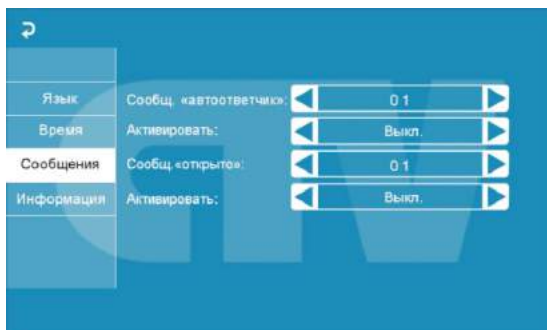 Язык
Сообщ. «автоответчик»: 01
Время
Активировать: Выкл.
Сообщения
Сообщ.«открыто»: 01
Информация
Активировать: Выкл.